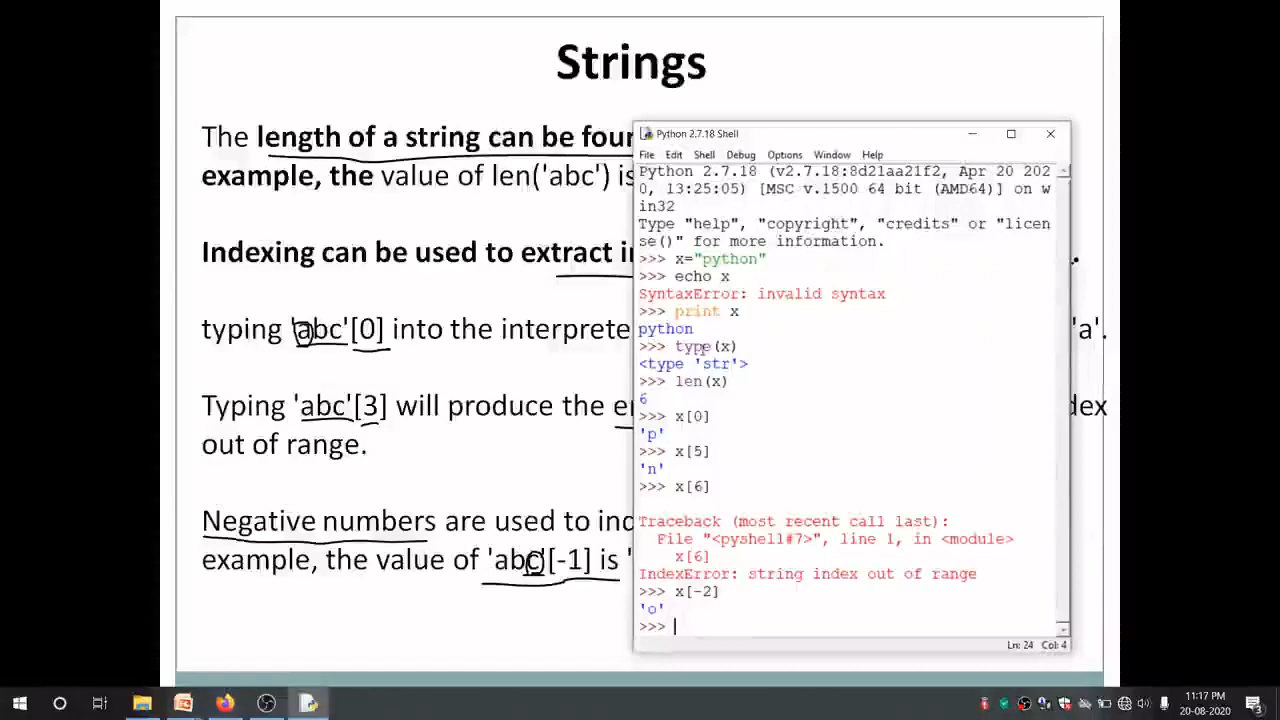 Strings
The length of a string can be
example, the value of len('abc')
Indexing can be used to extract
typing 'abc'[0] into the
'a'.
Typing 'abc'[3] will produce the
out of range.
Negative numbers are used to
example, the value of 'abc'[-1] is '
Python 2.7.18 Shell
File Edit Shell Debug Options Window Help
Python 2.7.18 (v2.7.18:8d21aa21f2, Apr 20 202
0, 13:25:05) [MSC v.1500 64 bit (AMD64)] on w
in32
Type "help", "copyright", "credits" or "licen
se()" for more information.
>>> x="python"
>>> echo x
SyntaxError: invalid syntax
>>> print x
python
>>> type(x)
<type 'str'>
>>> len(x)
6
>>> x[0]
'p'
>>> x[5]
'n'
>>> x[6]
Traceback (most recent call last):
File "<pyshell#7>", line 1, in <module>
x[6]
IndexError: string index out of range
>>> x[-2]
'o'
>>>
Ln: 24 Col: 4
11:17 PM
20-08-2020
3